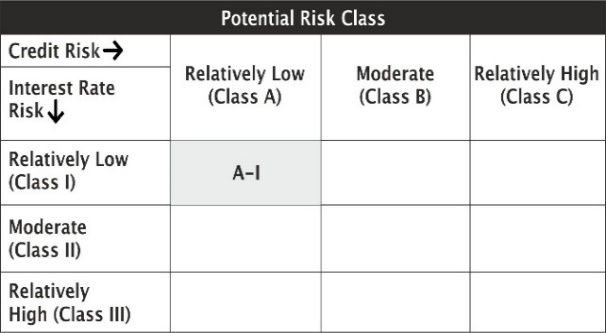 Potential Risk Class
Credit Risk→
Interest Rate
Risk↓
Relatively Low
(Class A)
Moderate
(Class B)
Relatively High
(Class C)
Relatively Low
(Class I)
A-I
Moderate
(Class II)
Relatively
High (Class III)